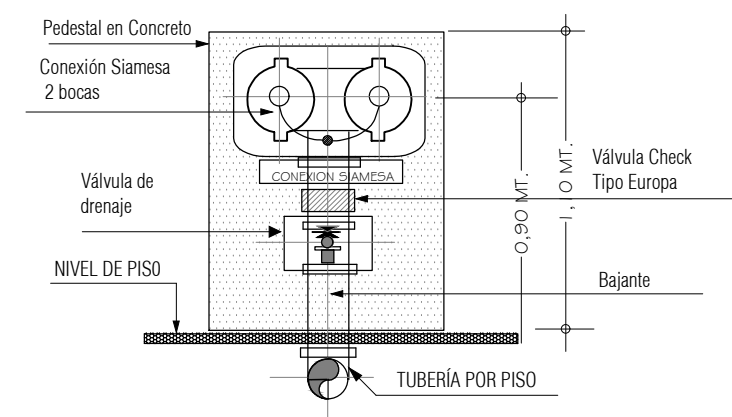 Pedestal en Concreto
Conexión Siamesa
2 bocas
CONEXION SIAMESA
Válvula Check
Tipo Europa
Válvula de
drenaje
0,90 MT.
1,10 MT.
NIVEL DE PISO
Bajante
TUBERÍA POR PISO